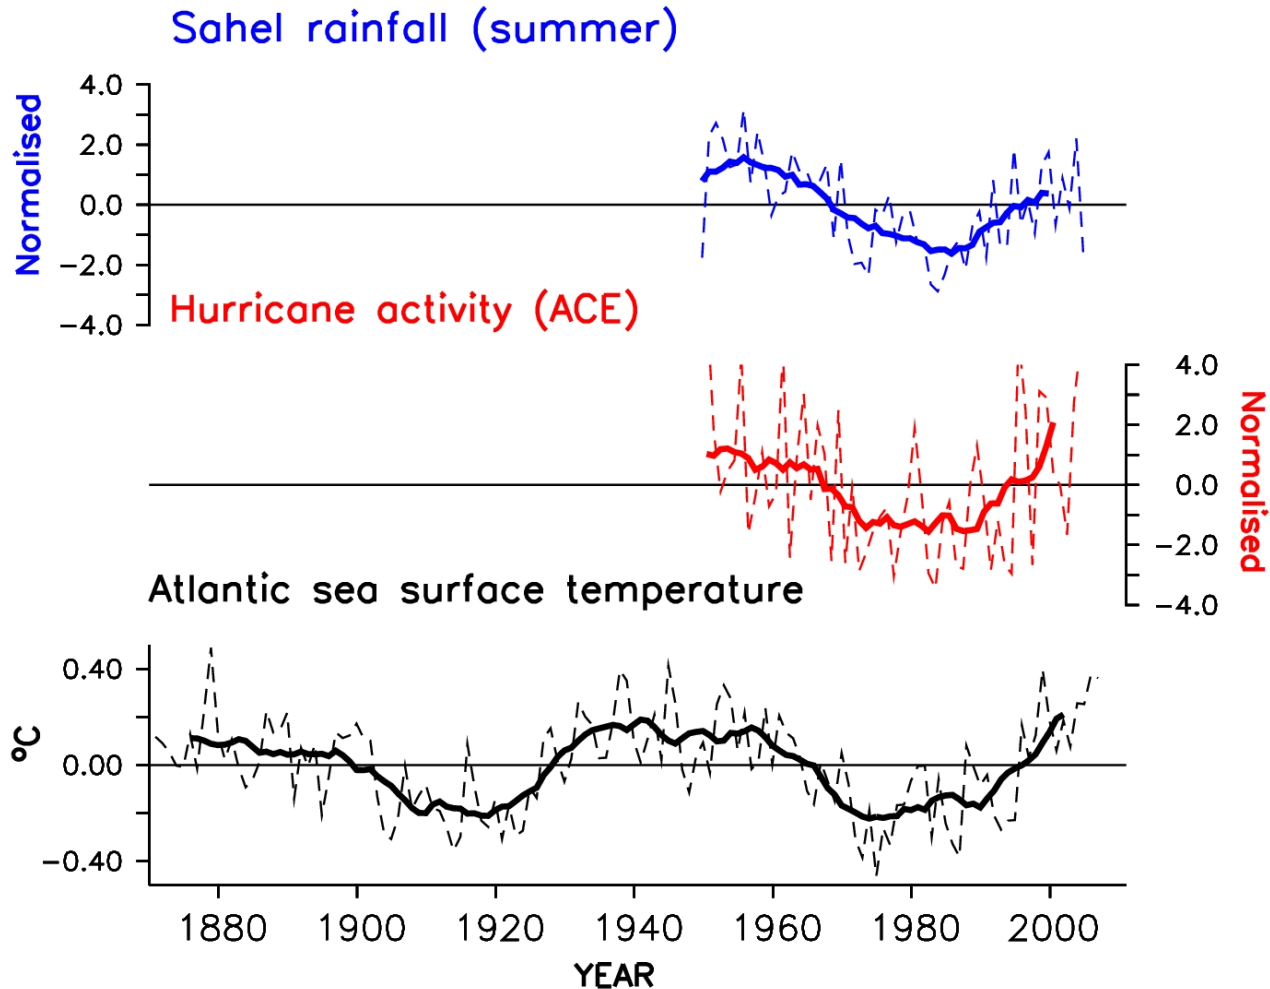 Sahel rainfall (summer)
4.0
2.0
0.0
−2.0
−4.0
Normalised
Hurricane activity (ACE)
4.0
2.0
0.0
−2.0
−4.0
Normalised
Atlantic sea surface temperature
0.40
0.00
−0.40
°C
1880 1900 1920 1940 1960 1980 2000
YEAR